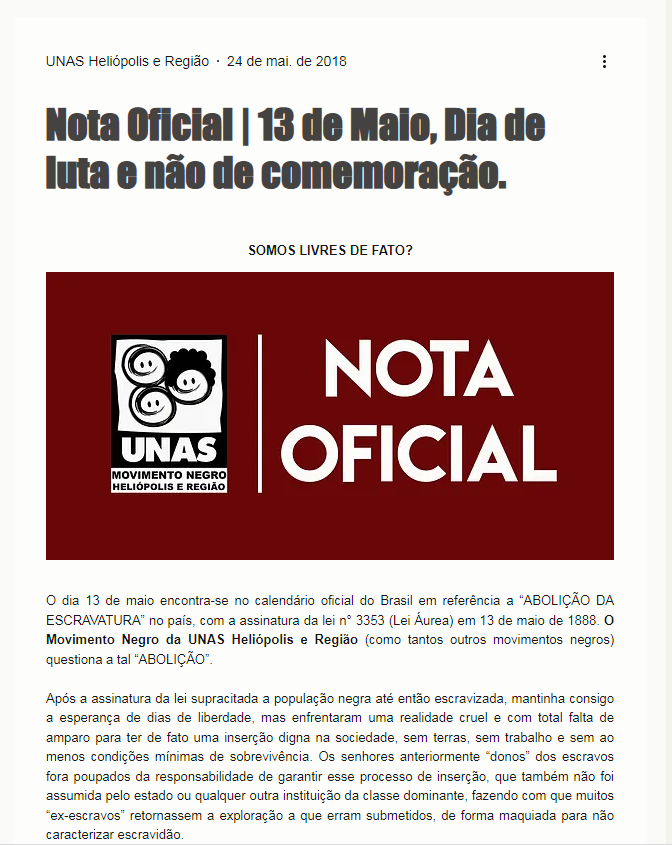 UNAS Heliópolis e Região · 24 de mai. de 2018
Nota Oficial | 13 de Maio, Dia de
luta e não de comemoração.
SOMOS LIVRES DE FATO?
UNAS
MOVIMENTO NEGRO
HELIÓPOLIS E REGIÃO
NOTA
OFICIAL
O dia 13 de maio encontra-se no calendário oficial do Brasil em referência a “ABOLIÇÃO DA
ESCRAVATURA” no país, com a assinatura da lei n° 3353 (Lei Áurea) em 13 de maio de 1888. O
Movimento Negro da UNAS Heliópolis e Região (como tantos outros movimentos negros)
questiona a tal “ABOLIÇÃO”.
Após a assinatura da lei supracitada a população negra até então escravizada, mantinha consigo
a esperança de dias de liberdade, mas enfrentaram uma realidade cruel e com total falta de
amparo para ter de fato uma inserção digna na sociedade, sem terras, sem trabalho e sem ao
menos condições mínimas de sobrevivência. Os senhores anteriormente “donos” dos escravos
fora poupados da responsabilidade de garantir esse processo de inserção, que também não foi
assumida pelo estado ou qualquer outra instituição da classe dominante, fazendo com que muitos
“ex-escravos” retornassem a exploração a que erram submetidos, de forma maquiada para não
caracterizar escravidão.